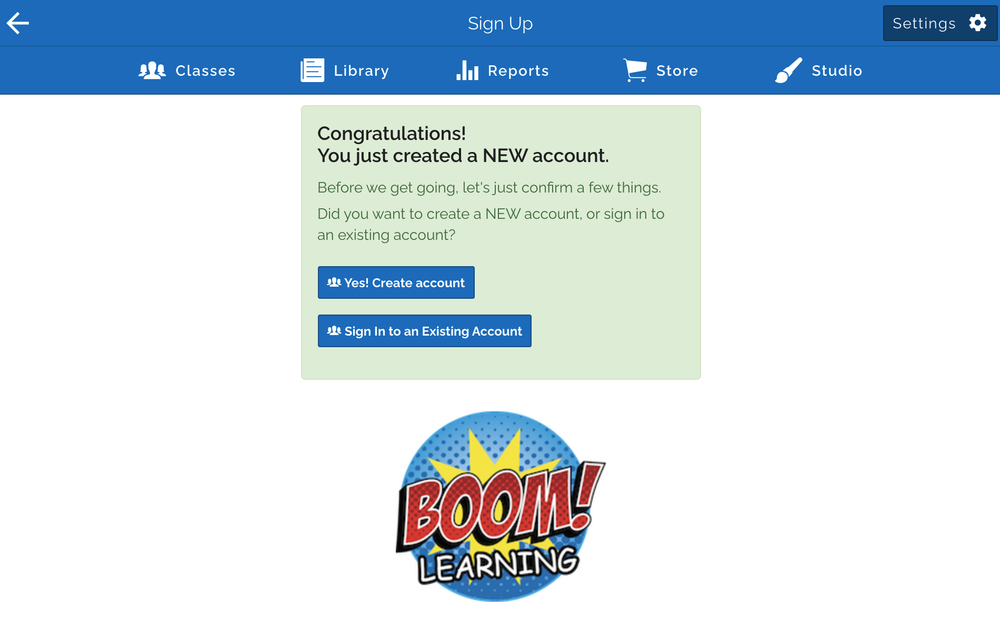 Sign Up
Settings
Classes
Library
Reports
Store
Studio
Congratulations!
You just created a NEW account.
Before we get going, let's just confirm a few things.
Did you want to create a NEW account, or sign in to
an existing account?
Yes! Create account
Sign In to an Existing Account
BOOM!
LEARNING